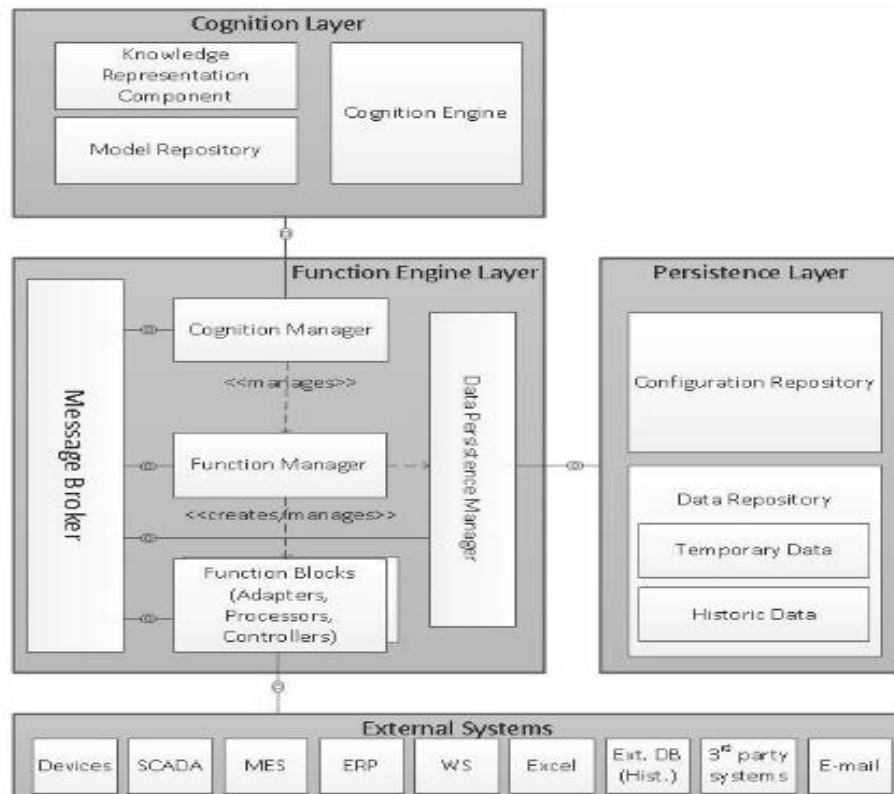 Cognition Layer
Knowledge
Representation
Component
Model Repository
Cognition Engine
Function Engine Layer
Message Broker
Cognition Manager
<<manages>>
Function Manager
<<creates/manages>>
Function Blocks
(Adapters,
Processors,
Controllers)
Data Persistence Manager
Persistence Layer
Configuration Repository
Data Repository
Temporary Data
Historic Data
External Systems
Devices
SCADA
MES
ERP
WS
Excel
Ext. DB
(Hist.)
3rd party
systems
E-mail